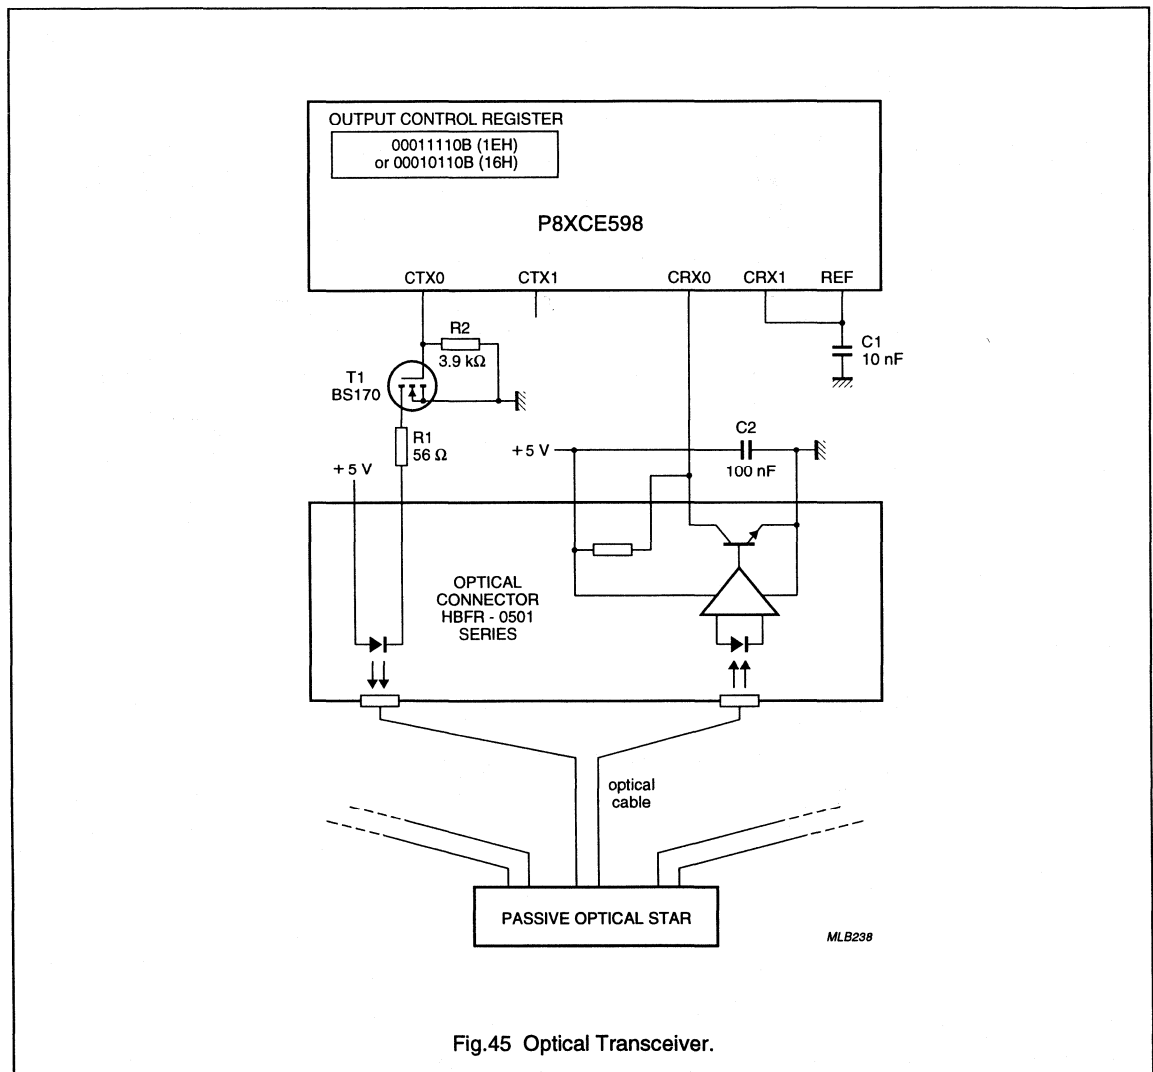 OUTPUT CONTROL REGISTER
00011110B (1EH)
or 00010110B (16H)
P8XCE598
CTX0
CTX1
CRX0
CRX1
REF
R2
3.9 kΩ
C1
10 nF
T1
BS170
R1
56 Ω
+5 V
+5 V
C2
100 nF
OPTICAL
CONNECTOR
HBFR - 0501
SERIES
optical
cable
PASSIVE OPTICAL STAR
MLB238
Fig.45 Optical Transceiver.